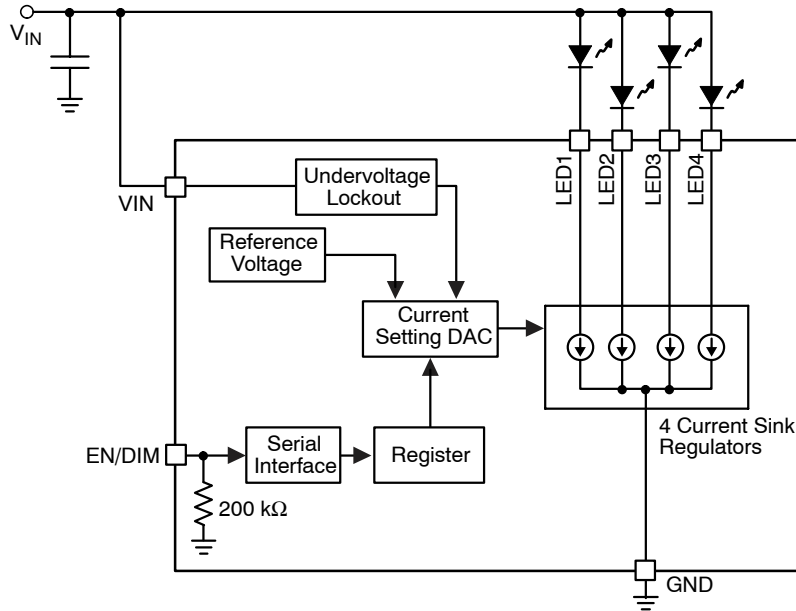 VIN
VIN
Undervoltage
Lockout
Reference
Voltage
LED1
LED2
LED3
LED4
Current
Setting DAC
4 Current Sink
Regulators
EN/DIM
Serial
Interface
Register
200 kΩ
GND